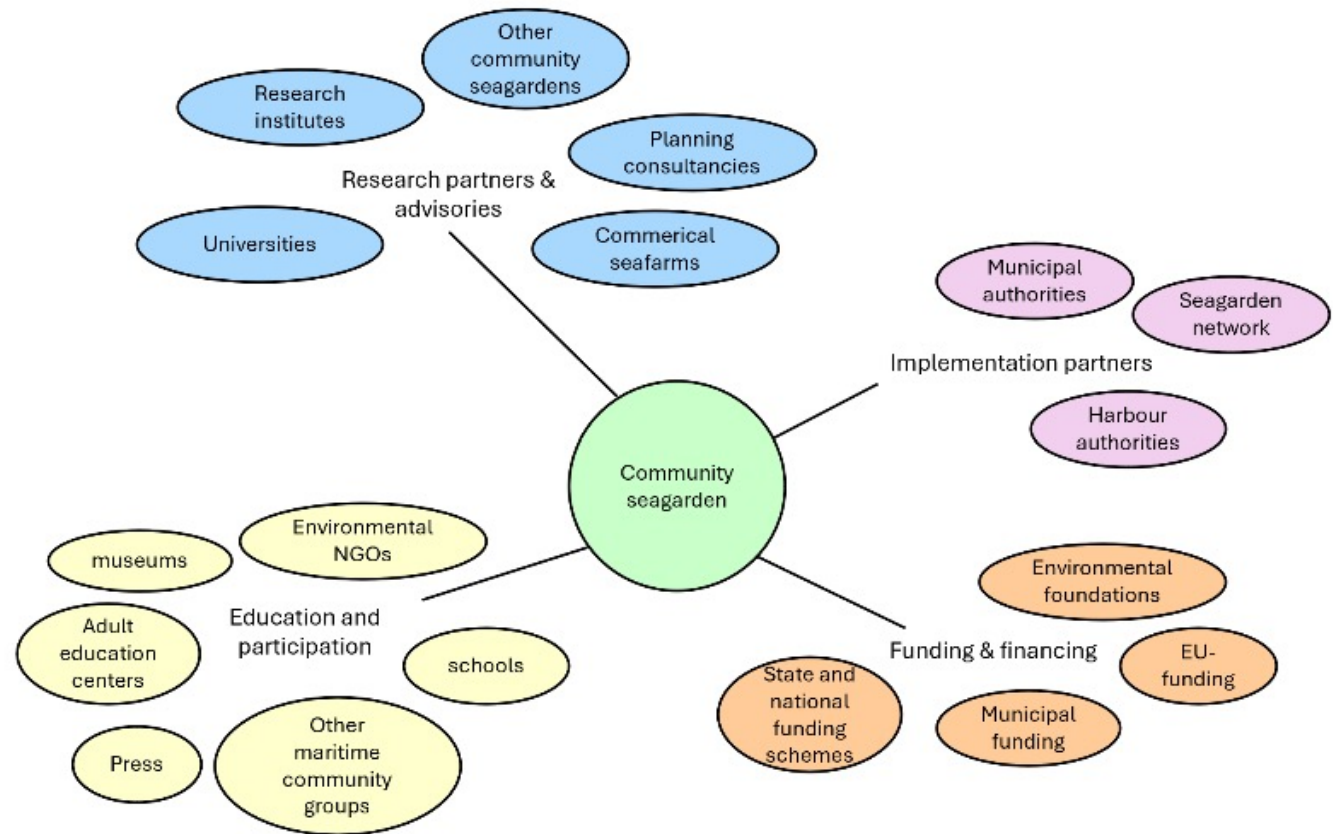 Other
community
seagardens
Research
institutes
Planning
consultancies
Research partners &
advisories
Universities
Commerical
seafarms
Municipal
authorities
Seagarden
network
Implementation partners
Harbour
authorities
Community
seagarden
Environmental
NGOs
museums
Education and
participation
Adult
education
centers
schools
Press
Other
maritime
community
groups
Environmental
foundations
Funding & financing
EU-
funding
State and
national
funding
schemes
Municipal
funding